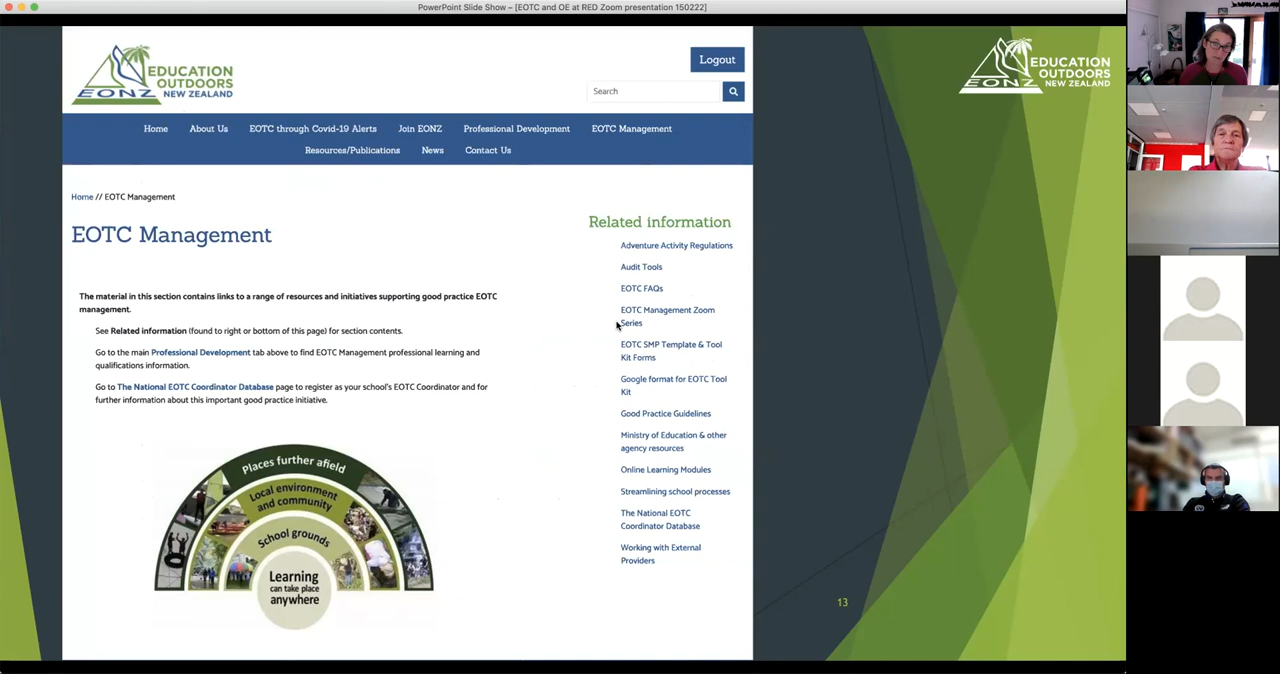 PowerPoint Slide Show – [EOTC and OE at RED Zoom presentation 150222]
EDUCATION
OUTDOORS
NEW ZEALAND
EONZ
Logout
Search
Home
About Us
EOTC through Covid-19 Alerts
Join EONZ
Professional Development
EOTC Management
Resources/Publications
News
Contact Us
Home // EOTC Management
EOTC Management
The material in this section contains links to a range of resources and initiatives supporting good practice EOTC
management.
See Related information (found to right or bottom of this page) for section contents.
Go to the main Professional Development tab above to find EOTC Management professional learning and
qualifications information.
Go to The National EOTC Coordinator Database page to register as your school's EOTC Coordinator and for
further information about this important good practice initiative.
Places further afield
Local environment
and community
School grounds
Learning
can take place
anywhere
Related information
Adventure Activity Regulations
Audit Tools
EOTC FAQs
EOTC Management Zoom
Series
EOTC SMP Template & Tool
Kit Forms
Google format for EOTC Tool
Kit
Good Practice Guidelines
Ministry of Education & other
agency resources
Online Learning Modules
Streamlining school processes
The National EOTC
Coordinator Database
Working with External
Providers
EDUCATION
OUTDOORS
NEW ZEALAND
EONZ
13